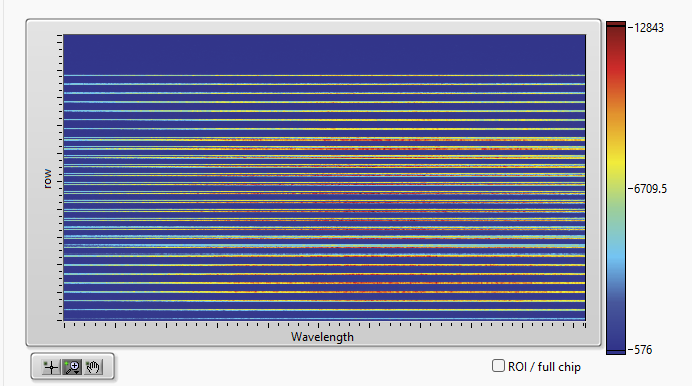 12843
row
6709.5
Wavelength
576
ROI / full chip